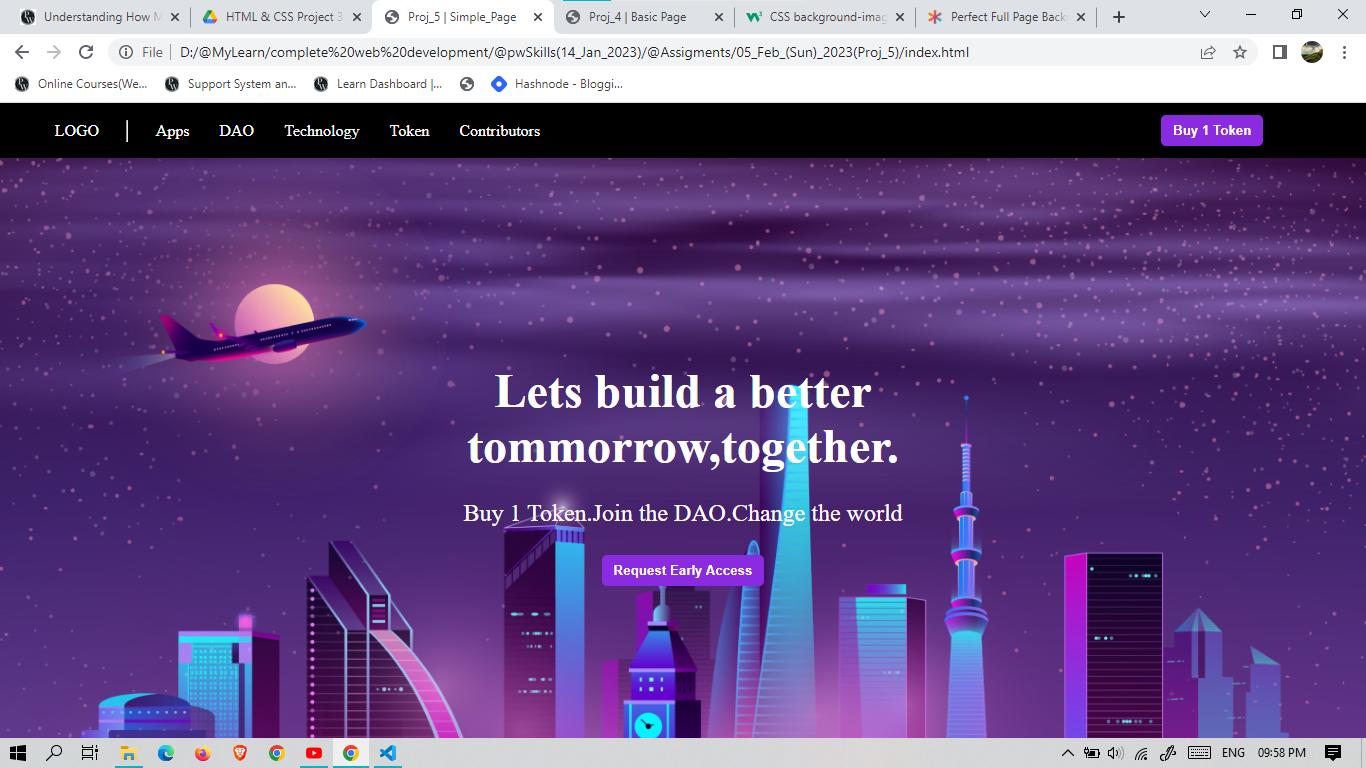 Understanding How M
HTML & CSS Project 3
Proj_5 | Simple_Page
Proj_4 | Basic Page
CSS background-imag
Perfect Full Page Back
File
D:/@MyLearn/complete%20web%20development/@pwSkills(14_Jan_2023)/@Assigments/05_Feb_(Sun)_2023(Proj_5)/index.html
Online Courses(We...
Support System an...
Learn Dashboard |...
Hashnode - Bloggi...
LOGO
Apps
DAO
Technology
Token
Contributors
Buy 1 Token
Lets build a better
tommorrow,together.
Buy 1 Token.Join the DAO.Change the world
Request Early Access
ENG
09:58 PM